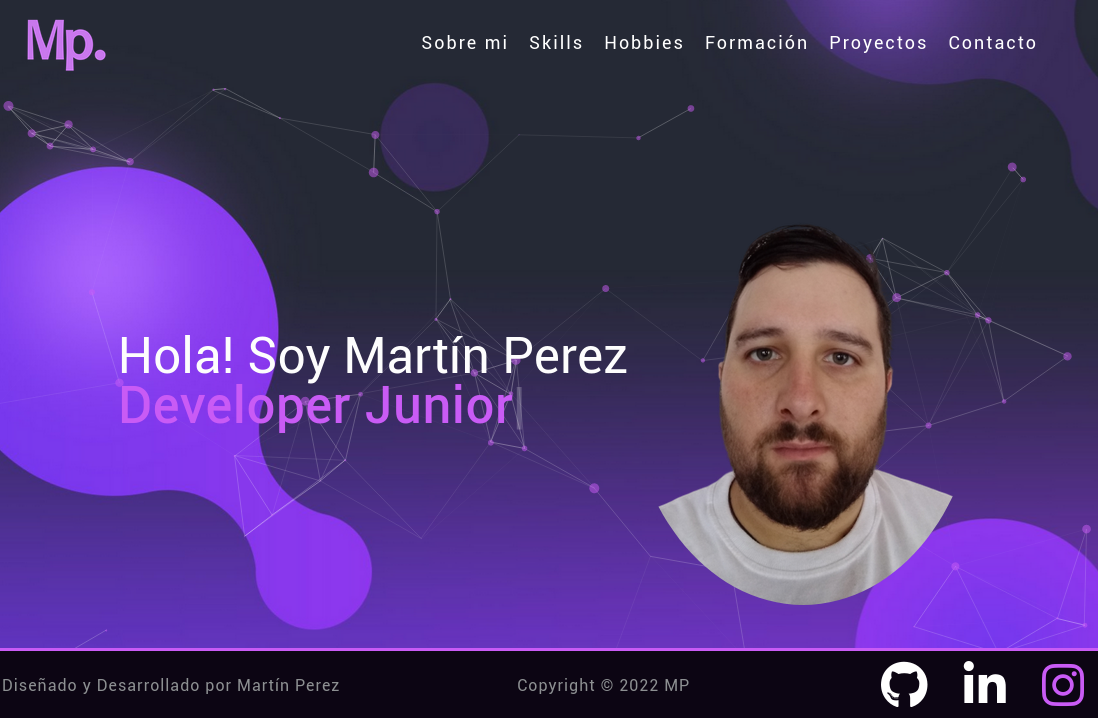 Mp.
Sobre mi Skills Hobbies Formación Proyectos Contacto
Hola! Soy Martín Perez
Developer Junior
Diseñado y Desarrollado por Martín Perez
Copyright © 2022 MP
in